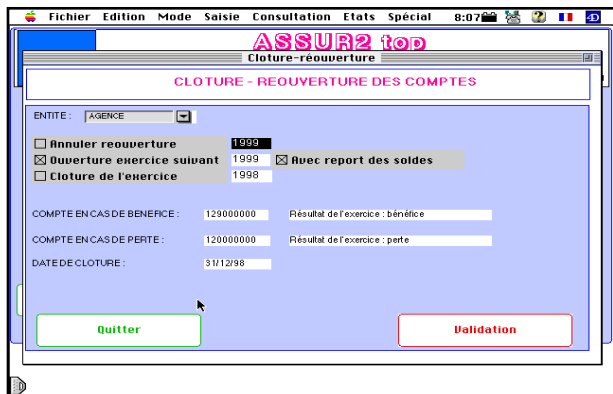 Fichier Edition Mode Saisie Consultation Etats Spécial 8:07
ASSUR2 top
Cloture-réouverture
CLOTURE - REOUVERTURE DES COMPTES
ENTITE : AGENCE
Annuler reouverture 1999
Ouverture exercice suivant 1999 Avec report des soldes
Cloture de l'exercice 1998
COMPTE EN CAS DE BENEFICE : 129000000 Résultat de l'exercice : bénéfice
COMPTE EN CAS DE PERTE : 120000000 Résultat de l'exercice : perte
DATE DE CLOTURE : 31/12/98
Quitter Validation